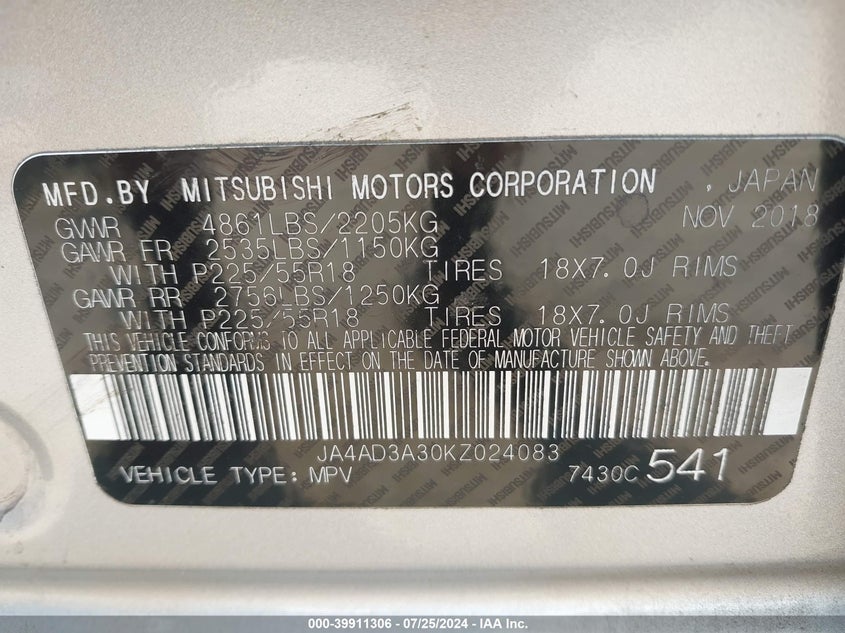 MFD.BY MITSUBISHI MOTORS CORPORATION , JAPAN
GVWR 4861LBS/2205KG NOV 2018
GAWR FR 2535LBS/1150KG
WITH P225/55R18 TIRES 18X7.0J RIMS
GAWR RR 2756LBS/1250KG
WITH P225/55R18 TIRES 18X7.0J RIMS
THIS VEHICLE CONFORMS TO ALL APPLICABLE FEDERAL MOTOR VEHICLE SAFETY AND THEFT
PREVENTION STANDARDS IN EFFECT ON THE DATE OF MANUFACTURE SHOWN ABOVE.
JA4AD3A30KZ024083
VEHICLE TYPE: MPV 7430C 541
000-39911306 / 07/25/2024 - © IAA Inc.